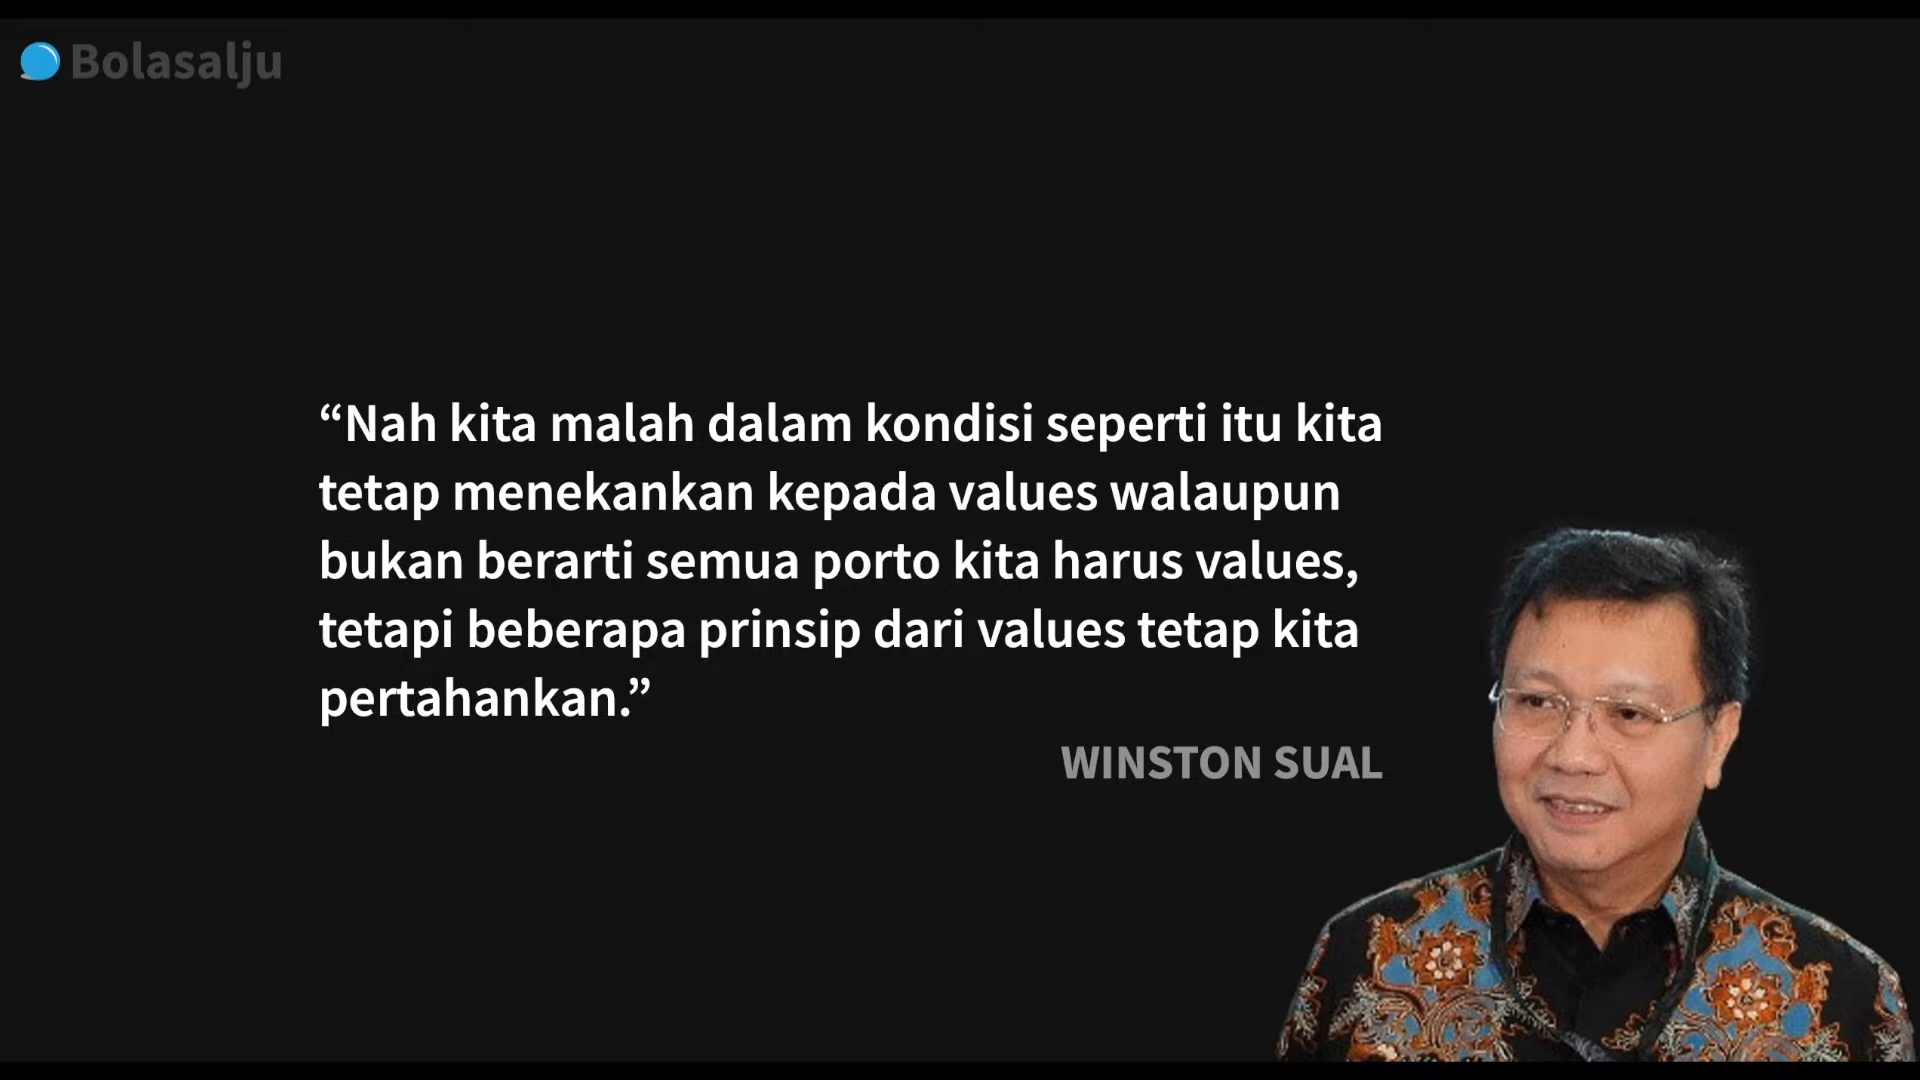 Bolasalju
“Nah kita malah dalam kondisi seperti itu kita
tetap menekankan kepada values walaupun
bukan berarti semua porto kita harus values,
tetapi beberapa prinsip dari values tetap kita
pertahankan.”
WINSTON SUAL